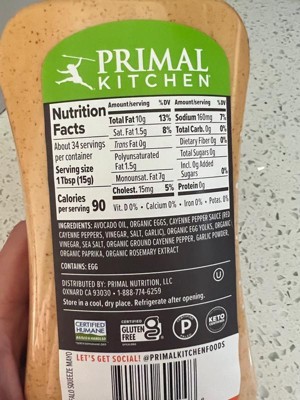 PRIMAL
KITCHEN
Nutrition
Facts
About 34 servings
per container
Serving size
1 Tbsp (15g)
Calories
per serving 90
Amount/serving %DV
Total Fat 10g 13%
Sat. Fat 1.5g 8%
Trans Fat 0g
Polyunsaturated
Fat 1.5g
Monounsat. Fat 7g
Cholest. 15mg 5%
Amount/serving %DV
Sodium 160mg 7%
Total Carb. 0g 0%
Dietary Fiber 0g 0%
Total Sugars 0g
Incl. 0g Added
Sugars 0%
Protein 0g
Vit. D 0% • Calcium 0% • Iron 0% • Potas. 0%
INGREDIENTS: AVOCADO OIL, ORGANIC EGGS, CAYENNE PEPPER SAUCE (RED
CAYENNE PEPPERS, VINEGAR, SALT, GARLIC), ORGANIC EGG YOLKS, ORGANIC
VINEGAR, SEA SALT, ORGANIC GROUND CAYENNE PEPPER, GARLIC POWDER,
ORGANIC PAPRIKA, ORGANIC ROSEMARY EXTRACT
CONTAINS: EGG
DISTRIBUTED BY: PRIMAL NUTRITION, LLC
OXNARD CA 93030 • 1-888-774-6259
Store in a cool, dry place. Refrigerate after opening.
U
CERTIFIED
HUMANE
CERTIFIED
GLUTEN
FREE
P
KETO
LET'S GET SOCIAL! @PRIMALKITCHENFOODS
SQUEEZE MAYO